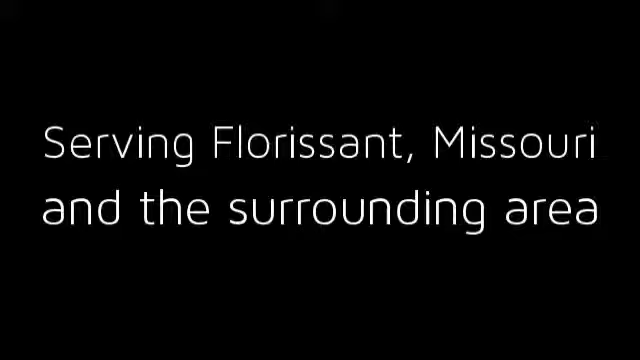 Serving Florissant, Missouri
and the surrounding area